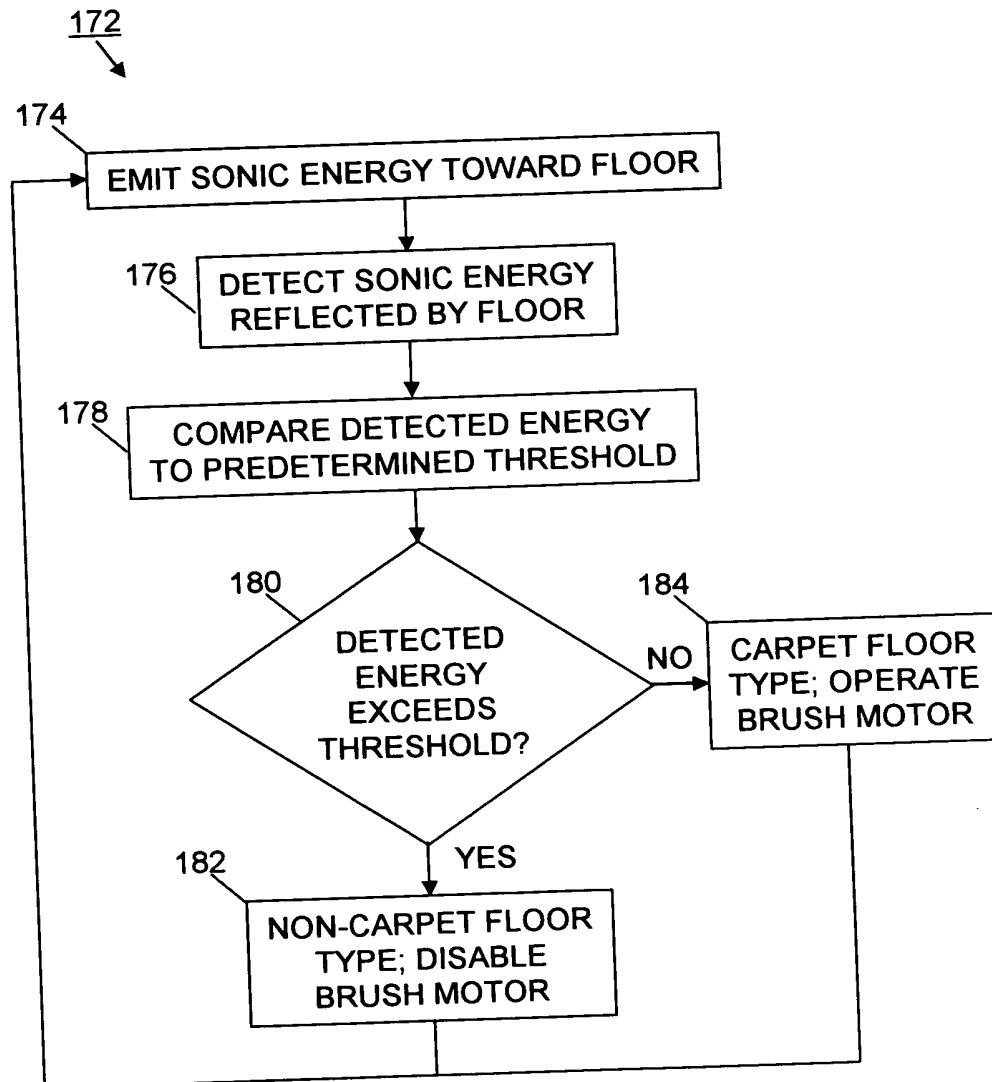 172
174
EMIT SONIC ENERGY TOWARD FLOOR
176
DETECT SONIC ENERGY
REFLECTED BY FLOOR
178
COMPARE DETECTED ENERGY
TO PREDETERMINED THRESHOLD
180
DETECTED
ENERGY
EXCEEDS
THRESHOLD?
NO
184
CARPET FLOOR
TYPE; OPERATE
BRUSH MOTOR
YES
182
NON-CARPET FLOOR
TYPE; DISABLE
BRUSH MOTOR